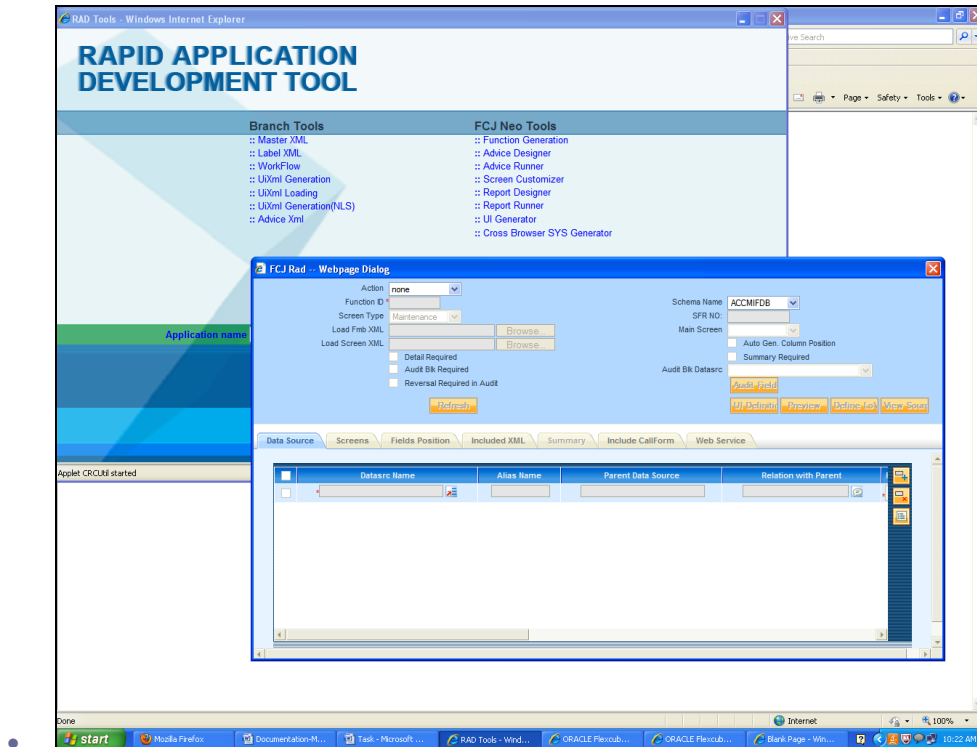 RAD Tools - Windows Internet Explorer
ive Search
RAPID APPLICATION
DEVELOPMENT TOOL
Page Safety Tools
Branch Tools
:: Master XML
:: Label XML
:: WorkFlow
:: UiXml Generation
:: UiXml Loading
:: UiXml Generation(NLS)
:: Advice Xml
FCJ Neo Tools
:: Function Generation
:: Advice Designer
:: Advice Runner
:: Screen Customizer
:: Report Designer
:: Report Runner
:: UI Generator
:: Cross Browser SYS Generator
Application name
FCJ Rad -- Webpage Dialog
Action none
Function ID *
Screen Type Maintenance
Load Fmb XML Browse...
Load Screen XML Browse...
Detail Required
Audit Blk Required
Reversal Required in Audit
Refresh
Schema Name ACCMIFDB
SFR NO:
Main Screen
Auto Gen. Column Position
Summary Required
Audit Blk Datasrc
Audit Field
Preview
Data Source Screens Fields Position Included XML Summary Include CallForm Web Service
Datasrc Name Alias Name Parent Data Source Relation with Parent
*
Applet CRCUtil started
Done Internet 100%
start Mozilla Firefox Documentation-M... Task - Microsoft ... RAD Tools - Wind... ORACLE Flexcub... ORACLE Flexcub... Blank Page - Win... 10:22 AM